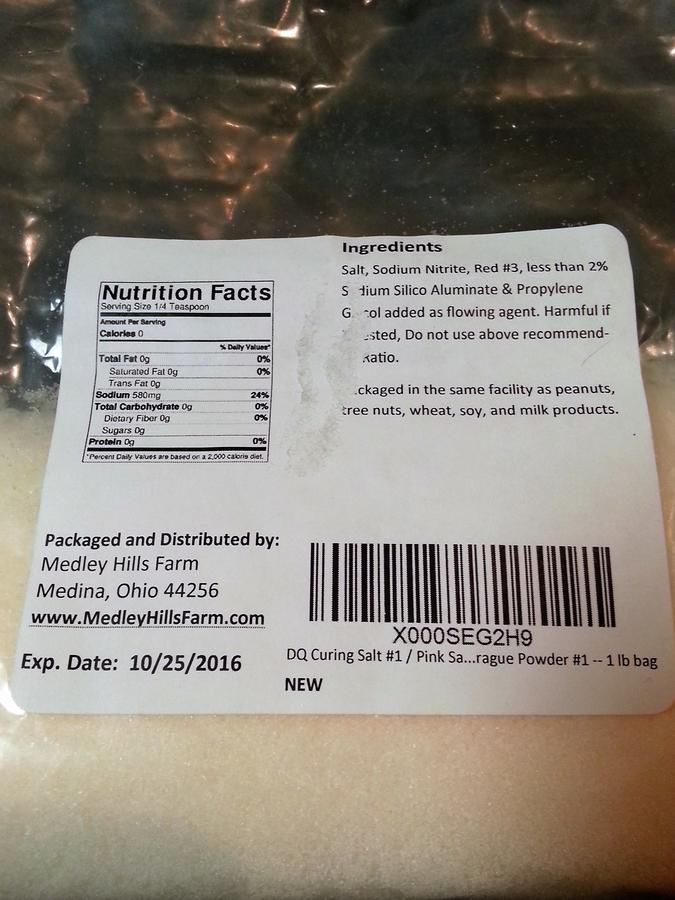 Nutrition Facts
Serving Size 1/4 Teaspoon
Amount Per Serving
Calories 0
% Daily Values*
Total Fat 0g 0%
Saturated Fat 0g 0%
Trans Fat 0g
Sodium 580mg 24%
Total Carbohydrate 0g 0%
Dietary Fiber 0g 0%
Sugars 0g
Protein 0g 0%
*Percent Daily Values are based on a 2,000 calorie diet.
Ingredients
Salt, Sodium Nitrite, Red #3, less than 2%
Silico Aluminate & Propylene
added as flowing agent. Harmful if
Do not use above recommend-
in the same facility as peanuts,
tree nuts, wheat, soy, and milk products.
Packaged and Distributed by:
Medley Hills Farm
Medina, Ohio 44256
www.MedleyHillsFarm.com
Exp. Date: 10/25/2016
X000SEG2H9
DQ Curing Salt #1 / Pink Sa...rague Powder #1 -- 1 lb bag
NEW